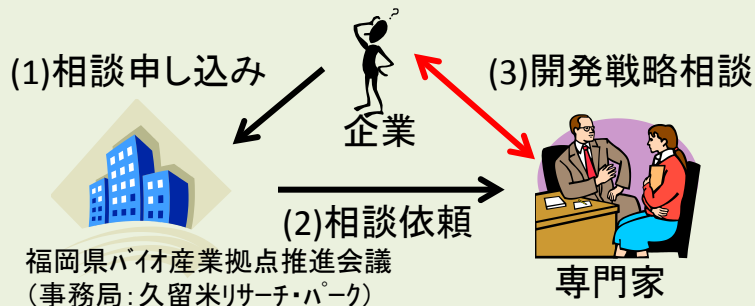 (1)相談申し込み
?
(3)開発戦略相談
企業
(2)相談依頼
福岡県バイオ産業拠点推進会議
(事務局:久留米リサーチ・パーク)
専門家